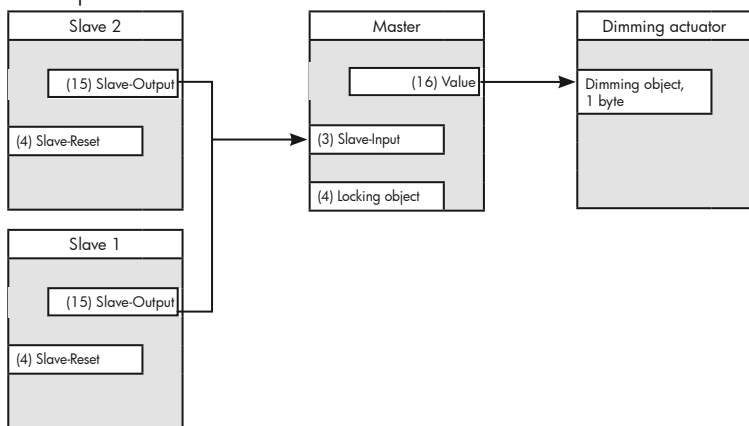 Slave 2
(15) Slave-Output
(4) Slave-Reset
Master
(16) Value
(3) Slave-Input
(4) Locking object
Dimming actuator
Dimming object,
1 byte
Slave 1
(15) Slave-Output
(4) Slave-Reset